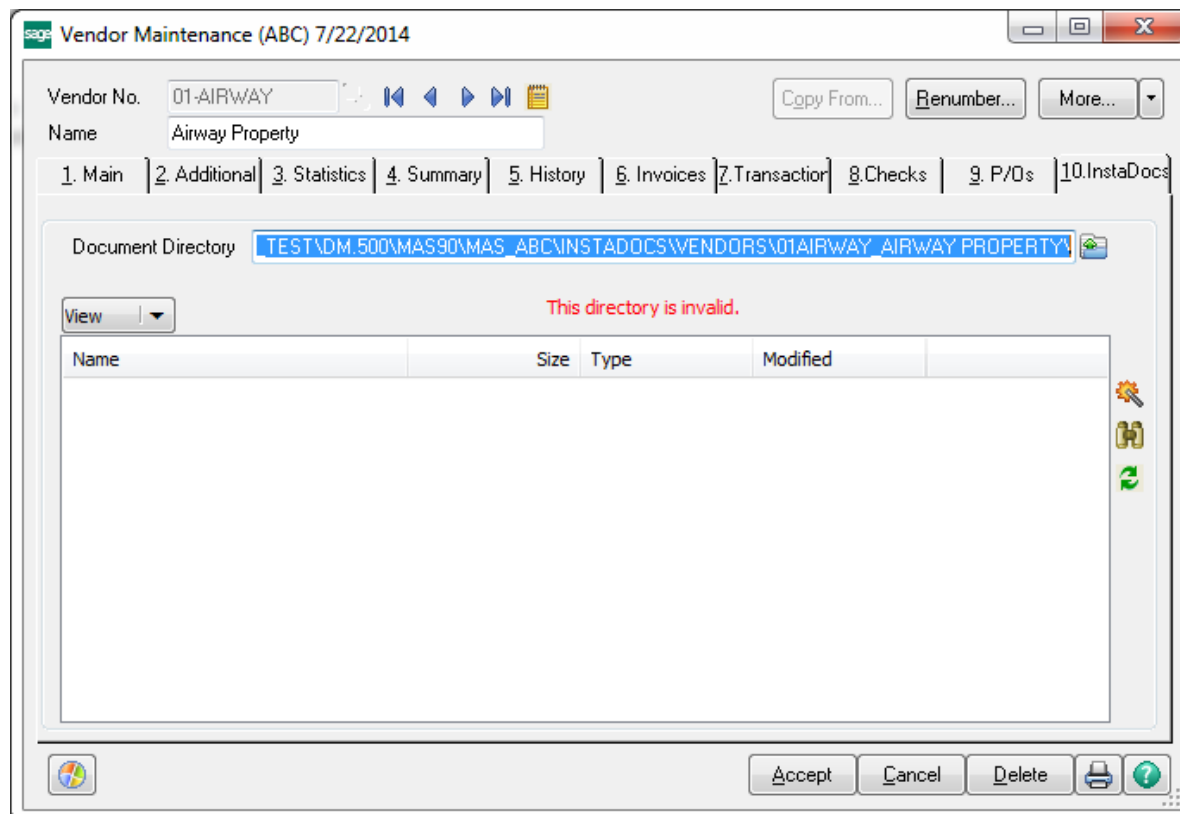 sage Vendor Maintenance (ABC) 7/22/2014
Vendor No. 01-AIRWAY Copy From... Renumber... More...
Name Airway Property
1. Main 2. Additional 3. Statistics 4. Summary 5. History 6. Invoices 7.Transaction 8.Checks 9. P/Os 10.InstaDocs
Document Directory _TEST\DM.500\MAS90\MAS_ABC\INSTADOCS\VENDORS\01AIRWAY_AIRWAY PROPERTY\
This directory is invalid.
View
Name Size Type Modified
Accept Cancel Delete